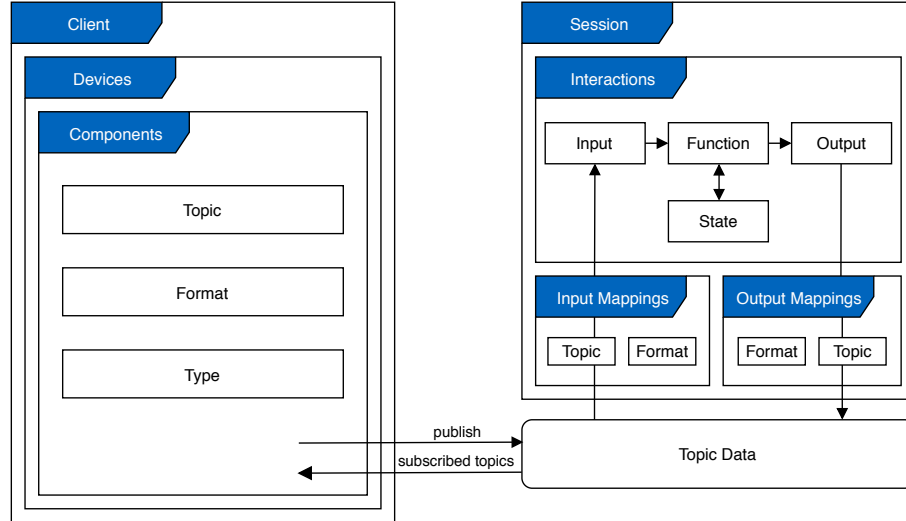 Client
Devices
Components
Topic
Format
Type
publish
subscribed topics
Session
Interactions
Input
Function
Output
State
Input Mappings
Topic
Format
Output Mappings
Format
Topic
Topic Data